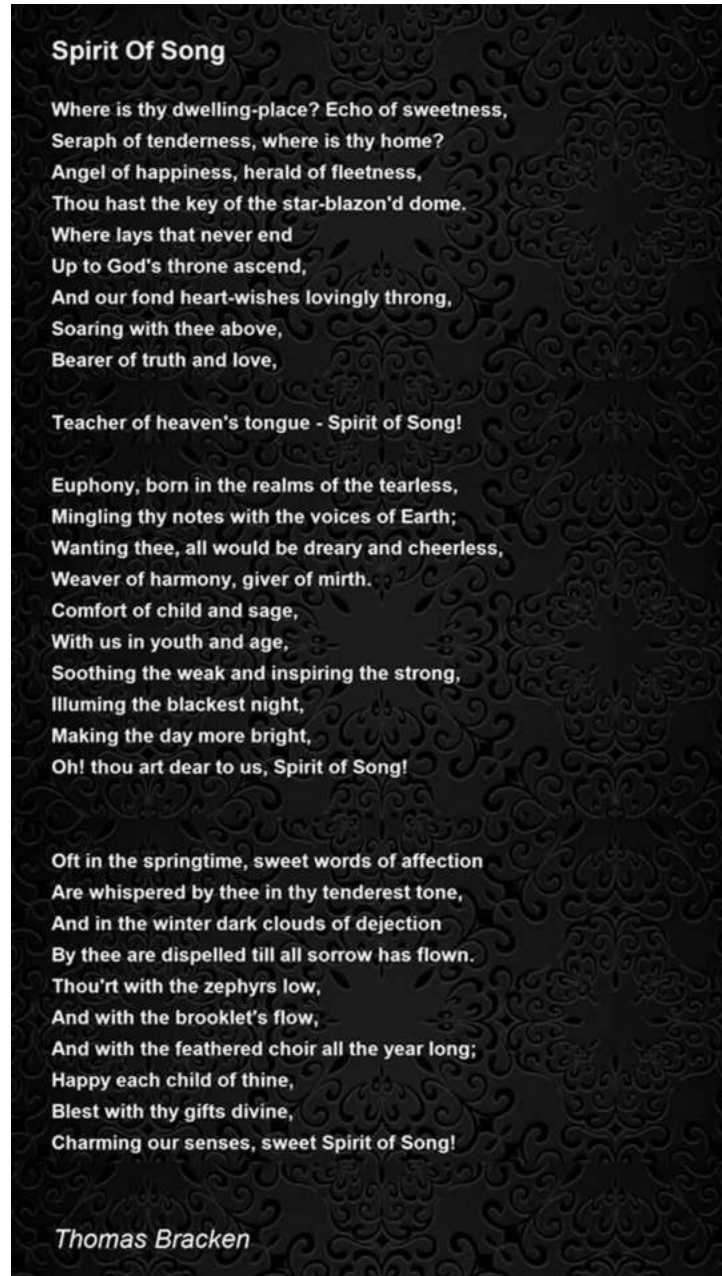 Spirit Of Song
Where is thy dwelling-place? Echo of sweetness,
Seraph of tenderness, where is thy home?
Angel of happiness, herald of fleetness,
Thou hast the key of the star-blazon'd dome.
Where lays that never end
Up to God's throne ascend,
And our fond heart-wishes lovingly throng,
Soaring with thee above,
Bearer of truth and love,
Teacher of heaven's tongue - Spirit of Song!
Euphony, born in the realms of the tearless,
Mingling thy notes with the voices of Earth;
Wanting thee, all would be dreary and cheerless,
Weaver of harmony, giver of mirth.
Comfort of child and sage,
With us in youth and age,
Soothing the weak and inspiring the strong,
Illuming the blackest night,
Making the day more bright,
Oh! thou art dear to us, Spirit of Song!
Oft in the springtime, sweet words of affection
Are whispered by thee in thy tenderest tone,
And in the winter dark clouds of dejection
By thee are dispelled till all sorrow has flown.
Thou'rt with the zephyrs low,
And with the brooklet's flow,
And with the feathered choir all the year long;
Happy each child of thine,
Blest with thy gifts divine,
Charming our senses, sweet Spirit of Song!
Thomas Bracken